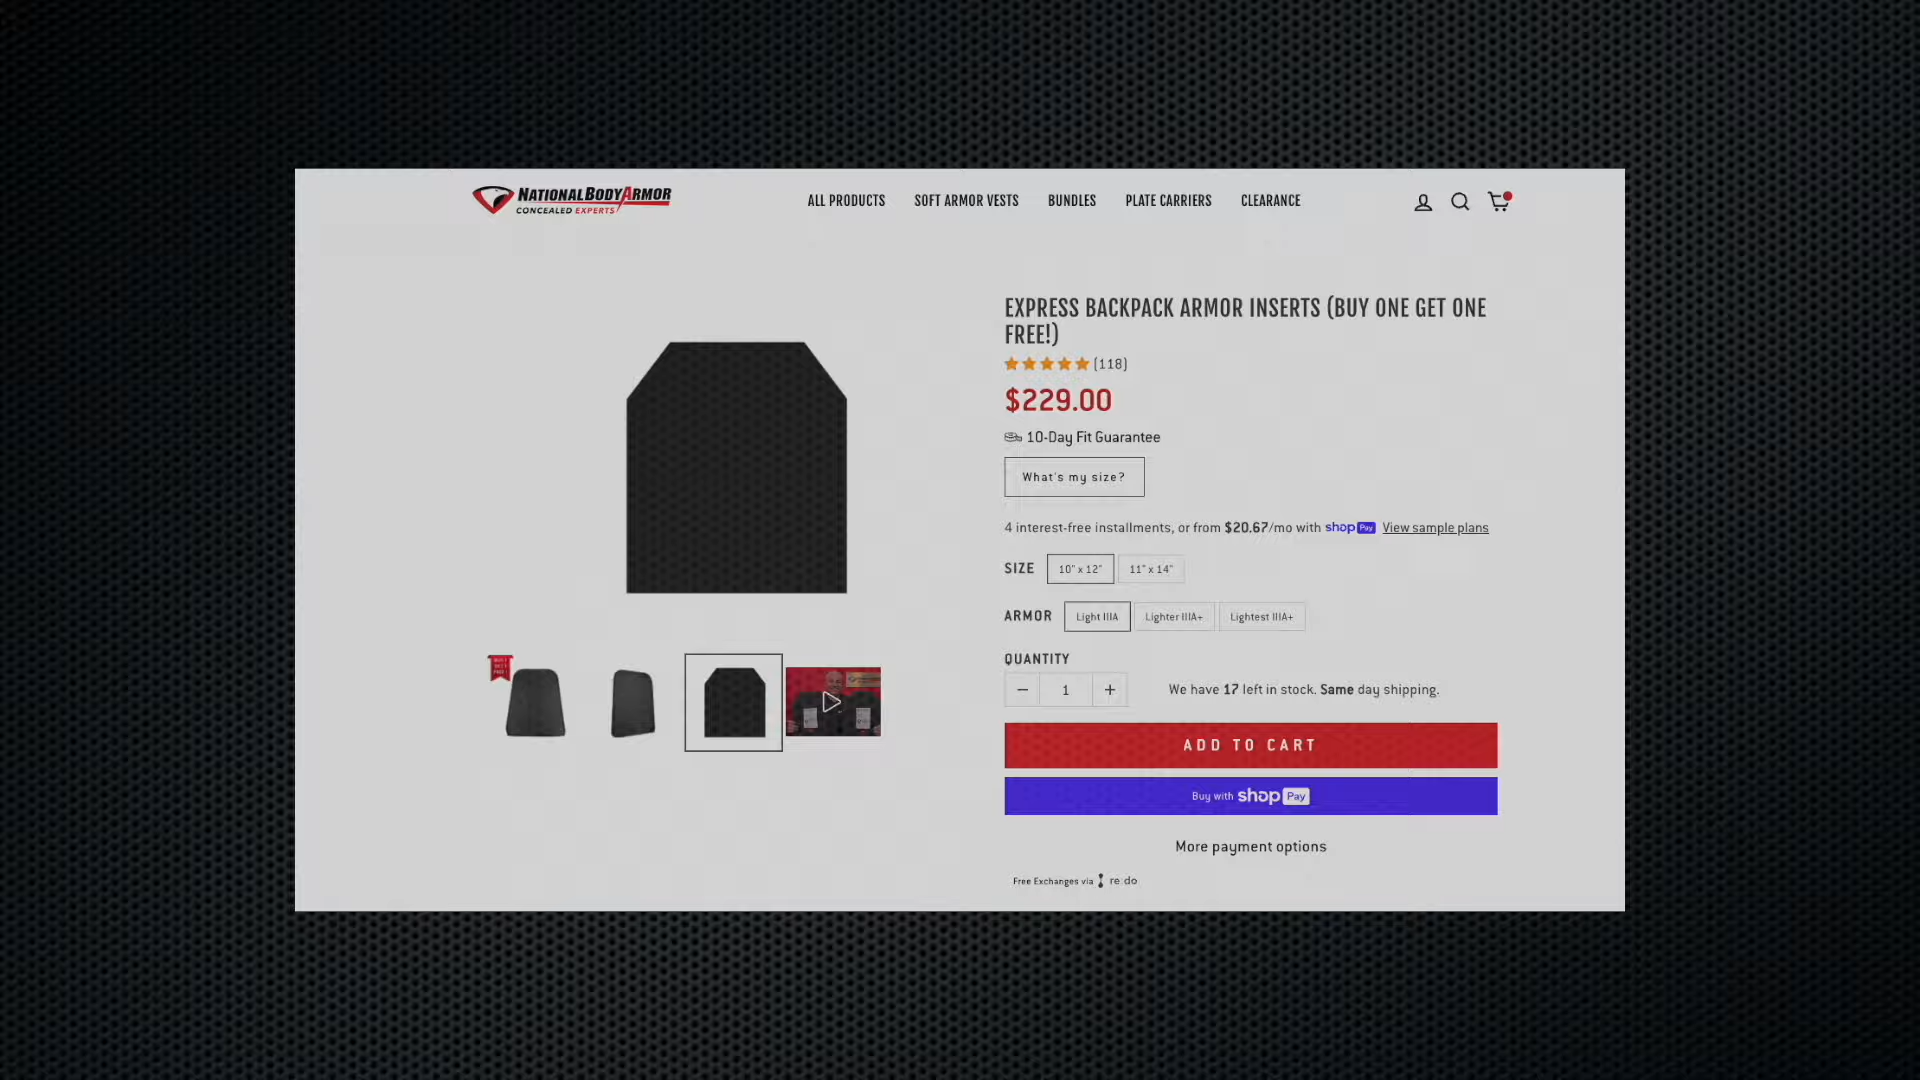 NATIONAL BODY ARMOR
CONCEALED EXPERTS
ALL PRODUCTS
SOFT ARMOR VESTS
BUNDLES
PLATE CARRIERS
CLEARANCE
EXPRESS BACKPACK ARMOR INSERTS (BUY ONE GET ONE
FREE!)
(118)
$229.00
10-Day Fit Guarantee
What's my size?
4 interest-free installments, or from $20.67/mo with shop Pay View sample plans
SIZE 10" x 12" 11" x 14"
ARMOR Light IIIA Lighter IIIA+ Lightest IIIA+
QUANTITY
− 1 + We have 17 left in stock. Same day shipping.
ADD TO CART
Buy with shop Pay
More payment options
Free Exchanges via re:do